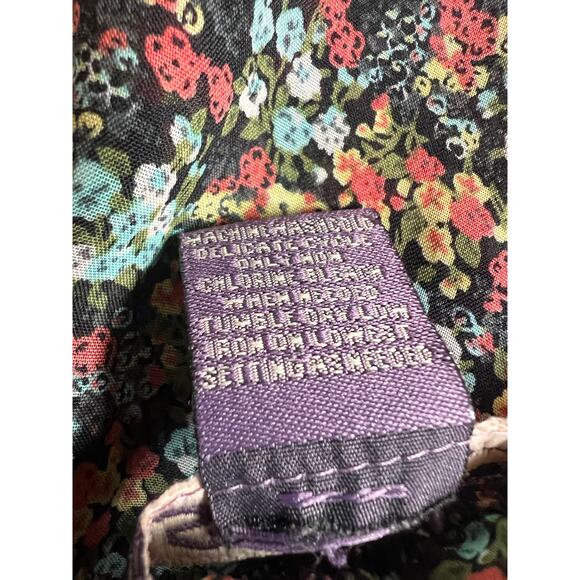 MACHINE WASH COLD
DELICATE CYCLE
ONLY NON
CHLORINE BLEACH
WHEN NEEDED
TUMBLE DRY LOW
IRON ON LOWEST
SETTING AS NEEDED